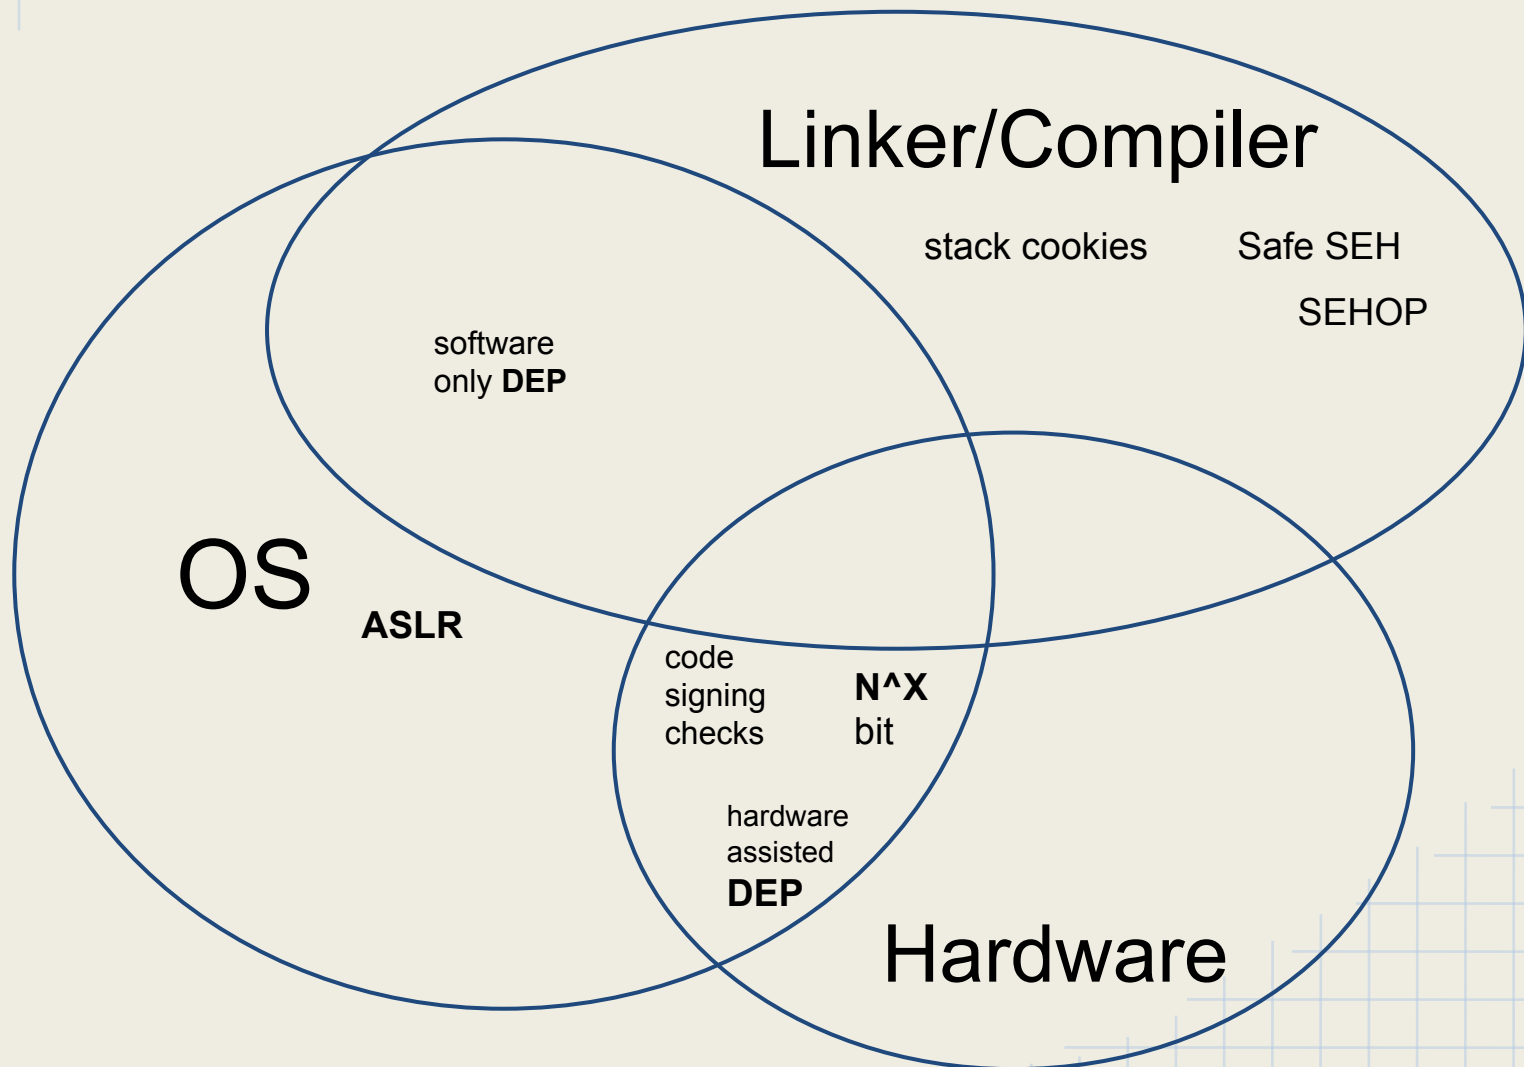 Linker/Compiler
stack cookies
Safe SEH
SEHOP
software
only DEP
OS
ASLR
code
signing
checks
N^X
bit
hardware
assisted
DEP
Hardware